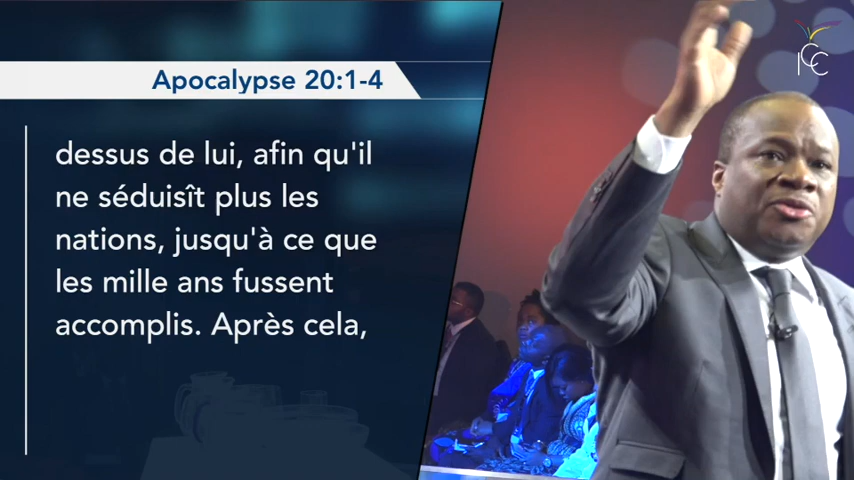 Apocalypse 20:1-4
dessus de lui, afin qu'il
ne séduisît plus les
nations, jusqu'à ce que
les mille ans fussent
accomplis. Après cela,
ICC